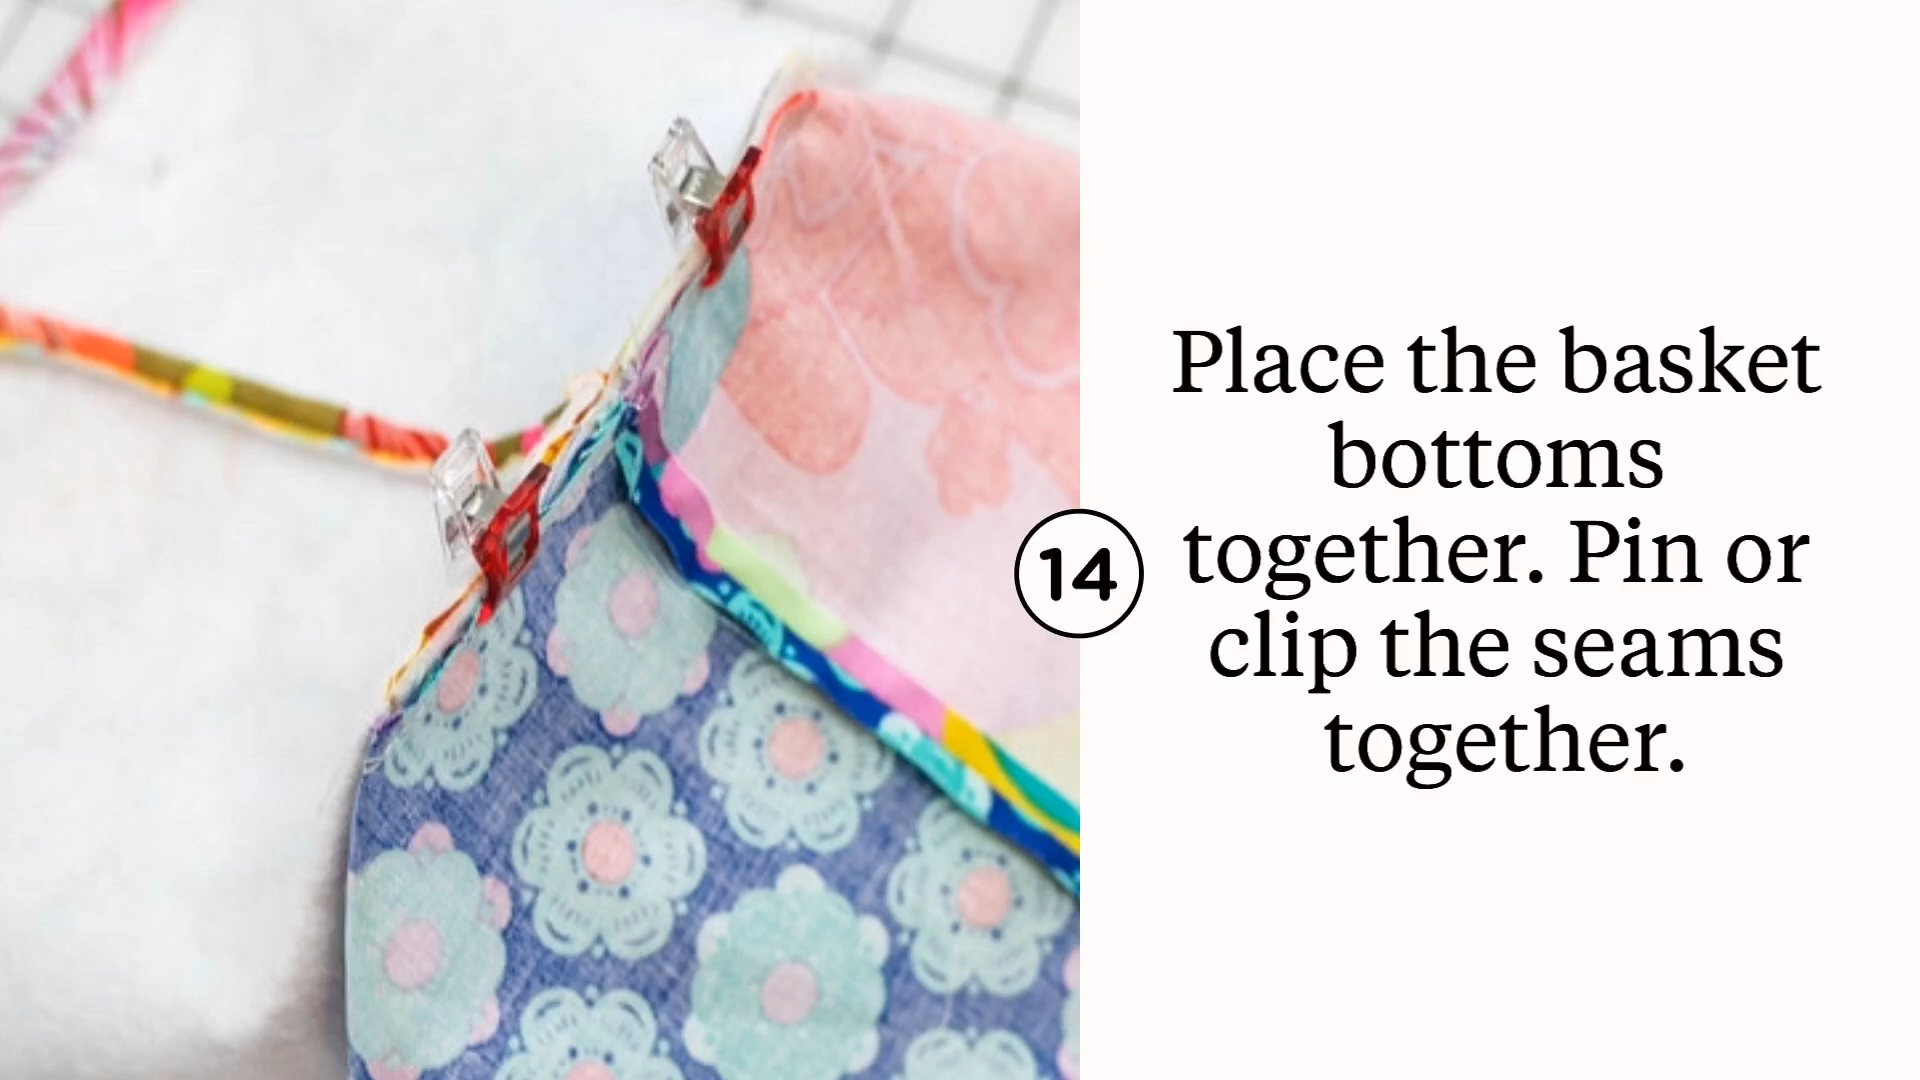 14
Place the basket
bottoms
together. Pin or
clip the seams
together.